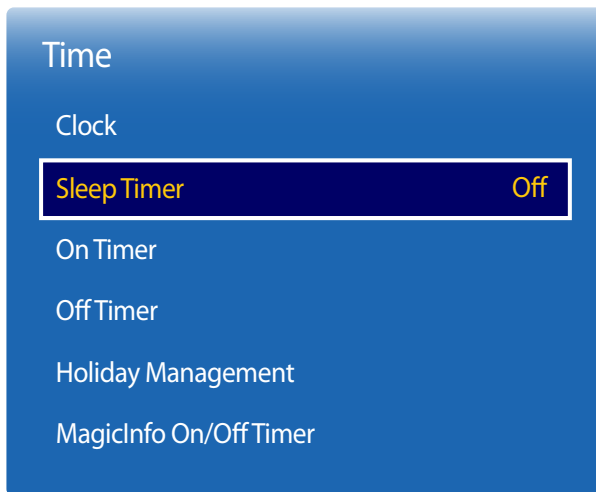 Time
Clock
Sleep Timer Off
On Timer
Off Timer
Holiday Management
MagicInfo On/Off Timer